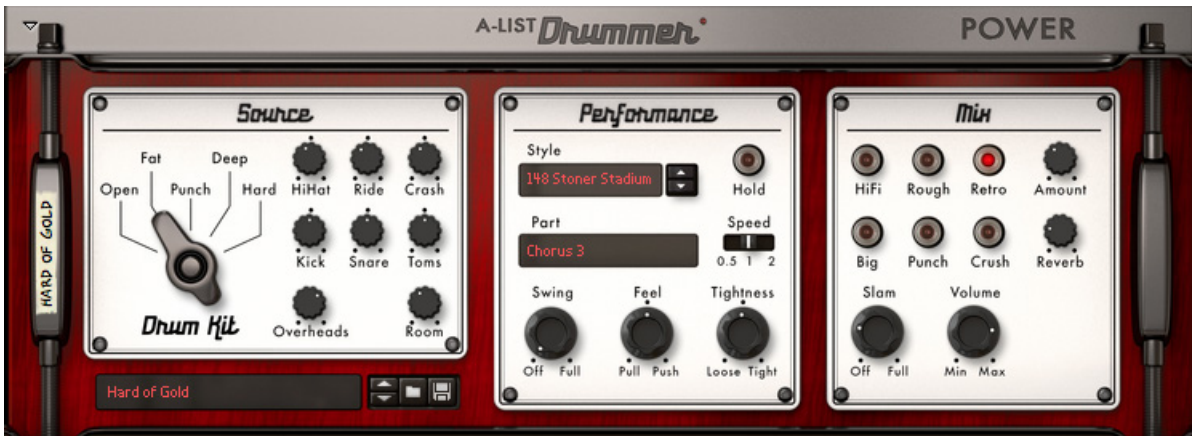 A-LIST Drummer
POWER
HARD OF GOLD
Source
Fat
Deep
Open
Punch
Hard
HiHat
Ride
Crash
Kick
Snare
Toms
Drum Kit
Overheads
Room
Hard of Gold
Performance
Style
148 Stoner Stadium
Hold
Part
Chorus 3
Speed
0.5 1 2
Swing
Feel
Tightness
Off Full
Pull Push
Loose Tight
Mix
HiFi
Rough
Retro
Amount
Big
Punch
Crush
Reverb
Slam
Volume
Off Full
Min Max